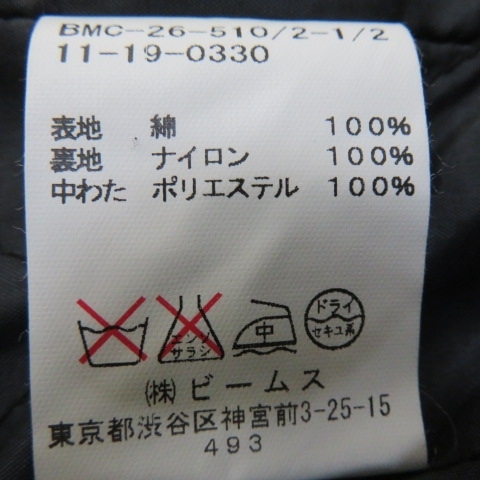 BMC-26-510/2-1/2
11-19-0330
表地 綿 100%
裏地 ナイロン 100%
中わた ポリエステル 100%
エンソ
サラシ
中
ドライ
セキユ系
(株)ビームス
東京都渋谷区神宮前3-25-15
493